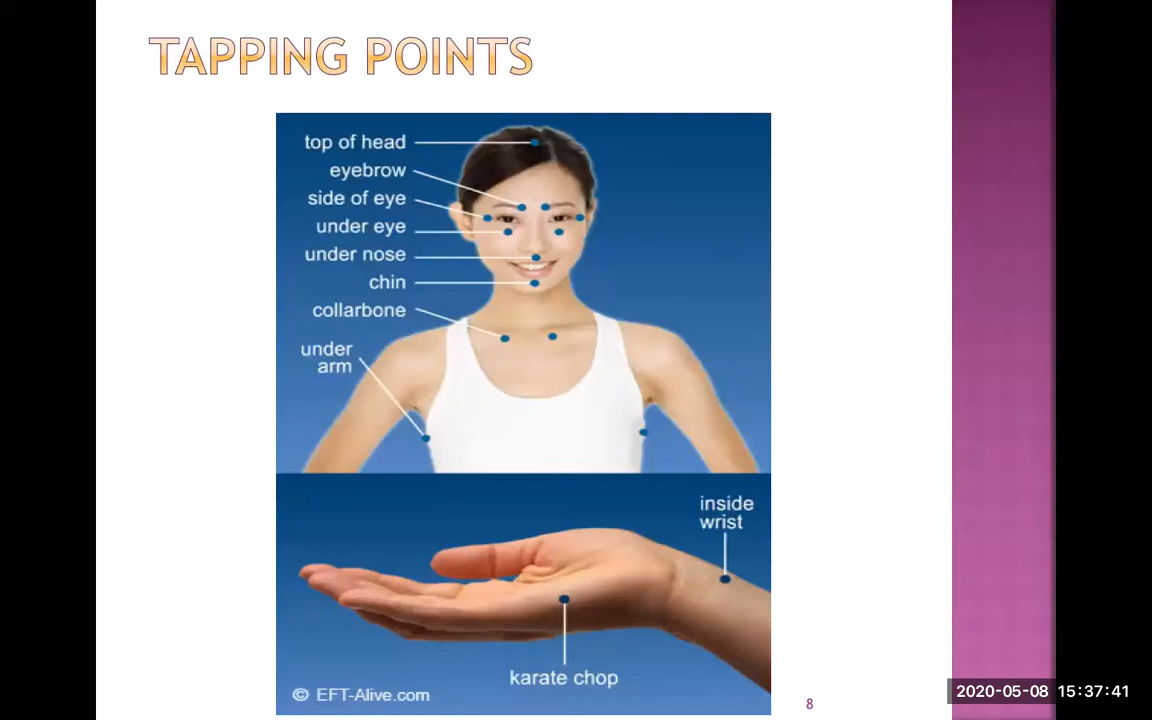 TAPPING POINTS
top of head
eyebrow
side of eye
under eye
under nose
chin
collarbone
under
arm
inside
wrist
karate chop
© EFT-Alive.com
8
2020-05-08 15:37:41